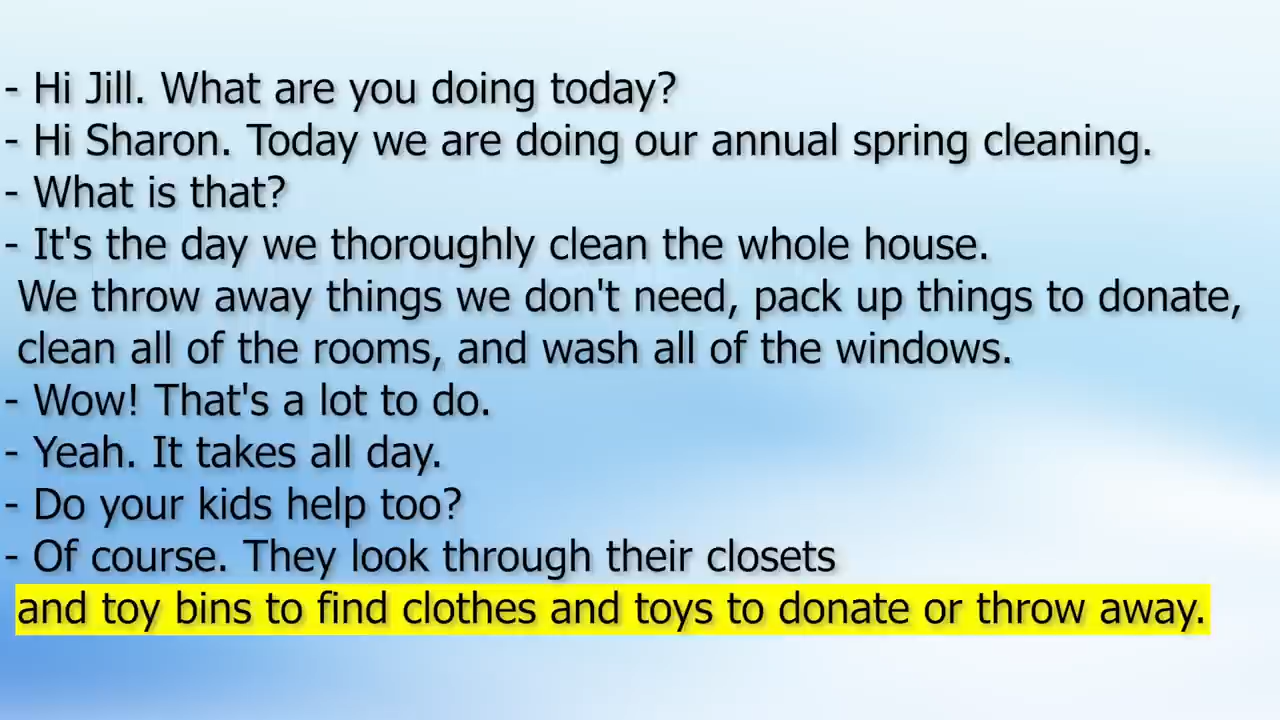 - Hi Jill. What are you doing today?
- Hi Sharon. Today we are doing our annual spring cleaning.
- What is that?
- It's the day we thoroughly clean the whole house.
We throw away things we don't need, pack up things to donate,
clean all of the rooms, and wash all of the windows.
- Wow! That's a lot to do.
- Yeah. It takes all day.
- Do your kids help too?
- Of course. They look through their closets
and toy bins to find clothes and toys to donate or throw away.